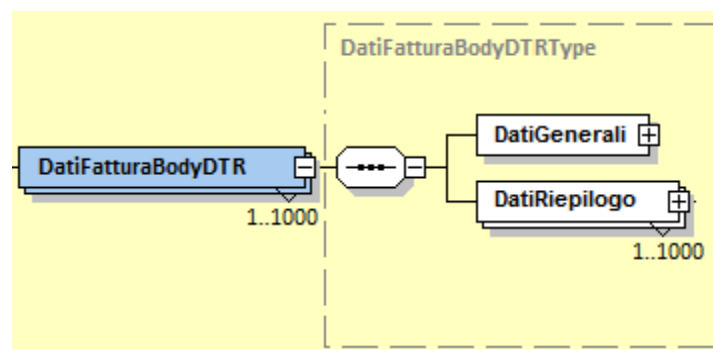 DatiFatturaBodyDTRType
DatiGenerali
DatiFatturaBodyDTR
DatiRiepilogo
1..1000
1..1000